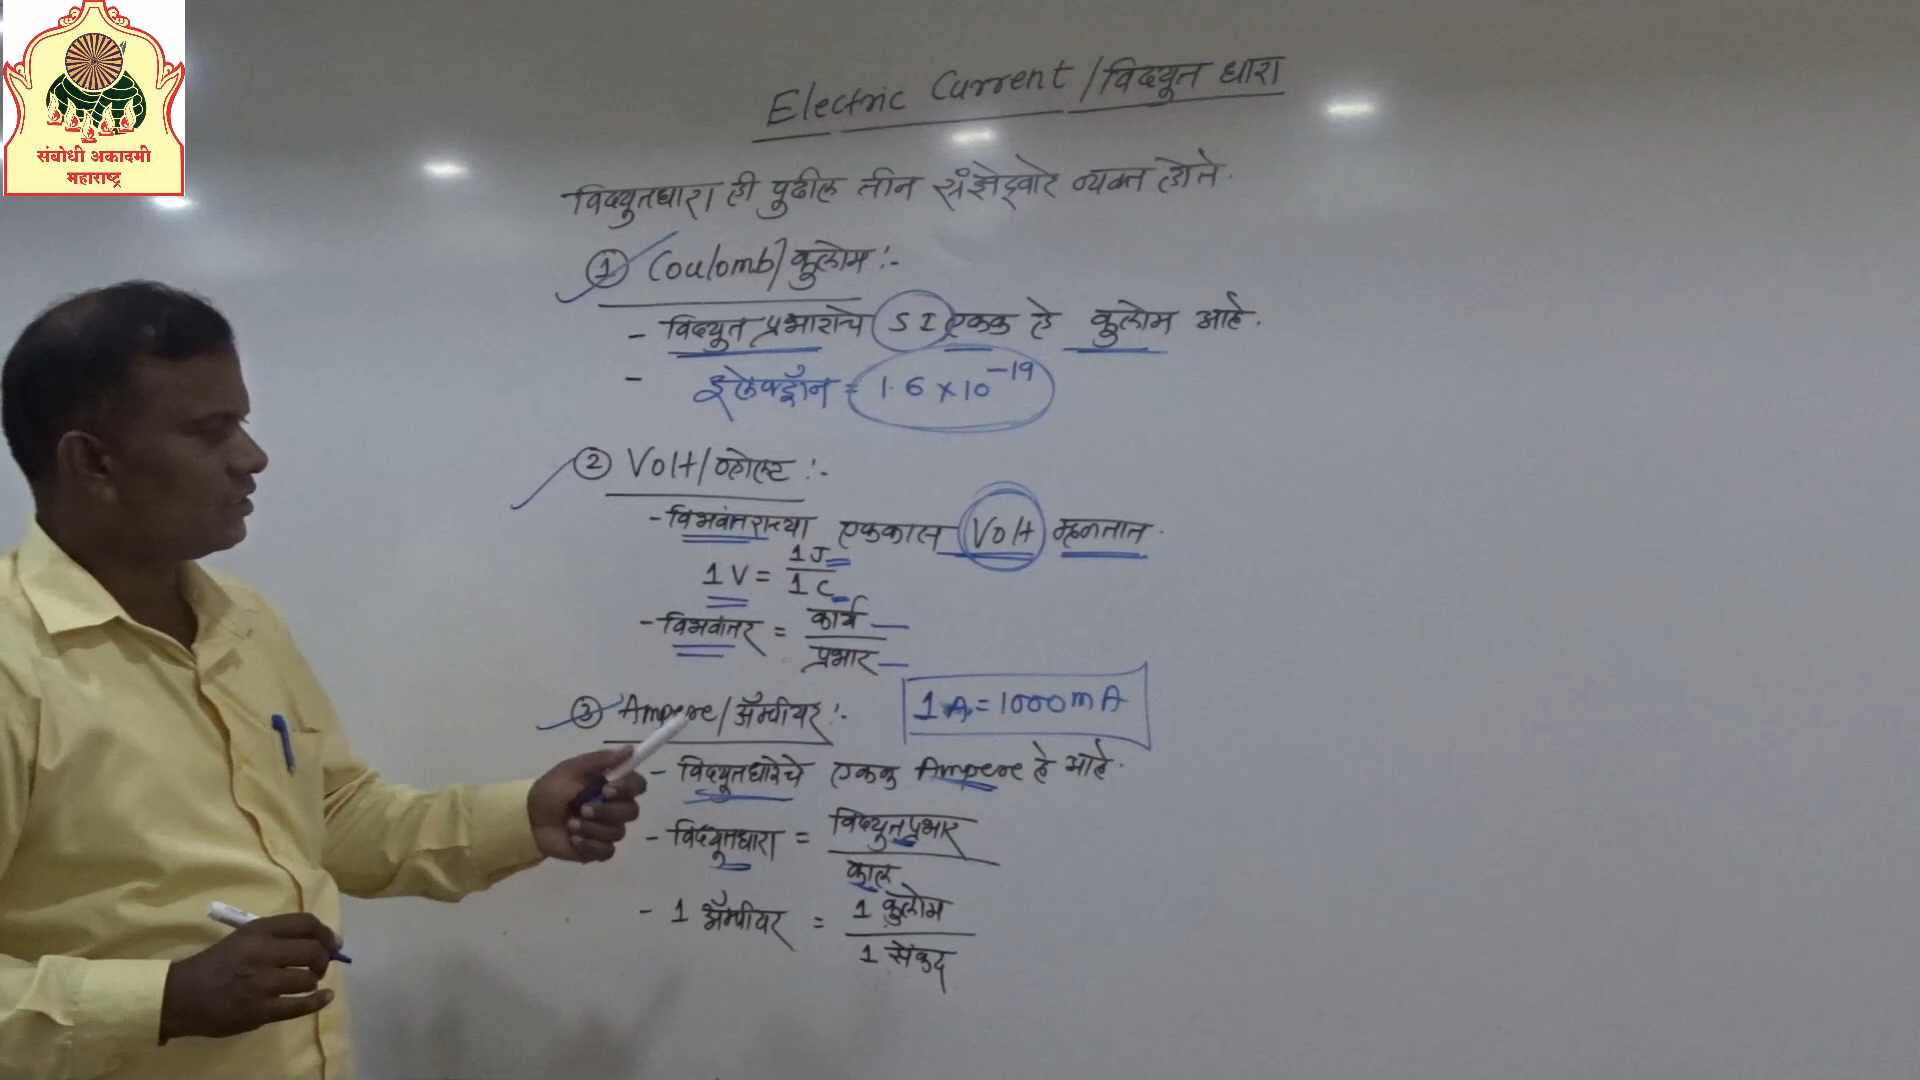 संबोधी अकादमी
महाराष्ट्र
Electric Current / विद्युत धारा
विद्युतधारा ही पुढील तीन संज्ञेद्वारे व्यक्त होते.
① Coulomb / कुलोम :-
- विद्युत प्रभाराचे SI एकक हे कुलोम आहे.
- इलेक्ट्रॉन = 1.6 × 10⁻¹⁹
② Volt / व्होल्ट :-
- विभवांतराच्या एककास Volt म्हणतात.
1 V = 1 J / 1 C
- विभवांतर = कार्य / प्रभार
③ Ampere / ॲम्पीयर :-
1 A = 1000 mA
- विद्युतधारेचे एकक Ampere हे आहे.
- विद्युतधारा = विद्युतप्रभार / काल
- 1 ॲम्पीयर = 1 कुलोम / 1 सेकंद